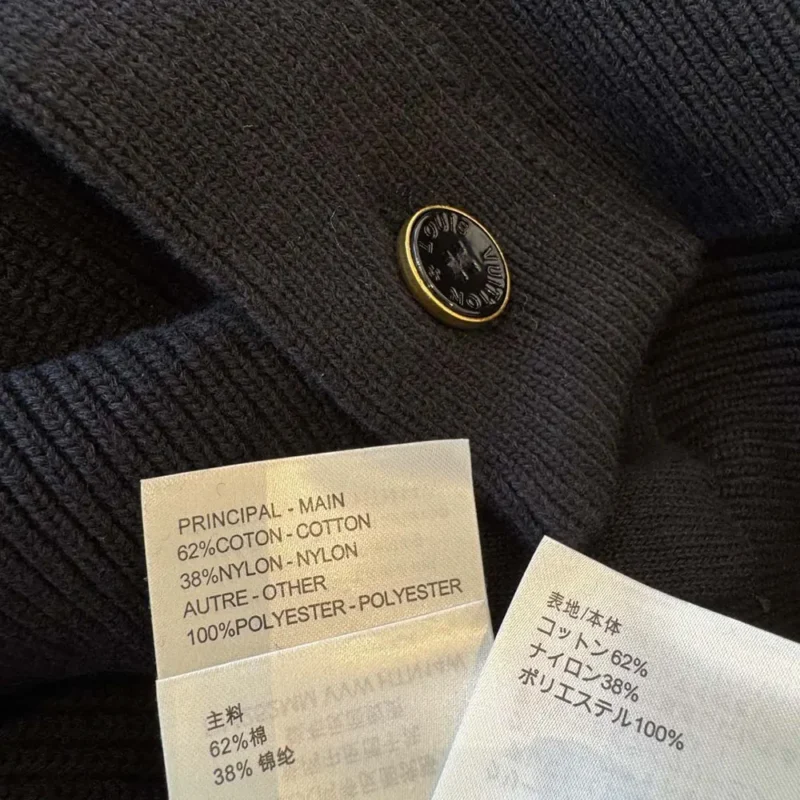 LOUIS VUITTON
PRINCIPAL - MAIN
62%COTON - COTTON
38%NYLON - NYLON
AUTRE - OTHER
100%POLYESTER - POLYESTER
主料
62%棉
38% 锦纶
表地/本体
コットン62%
ナイロン38%
ポリエステル100%